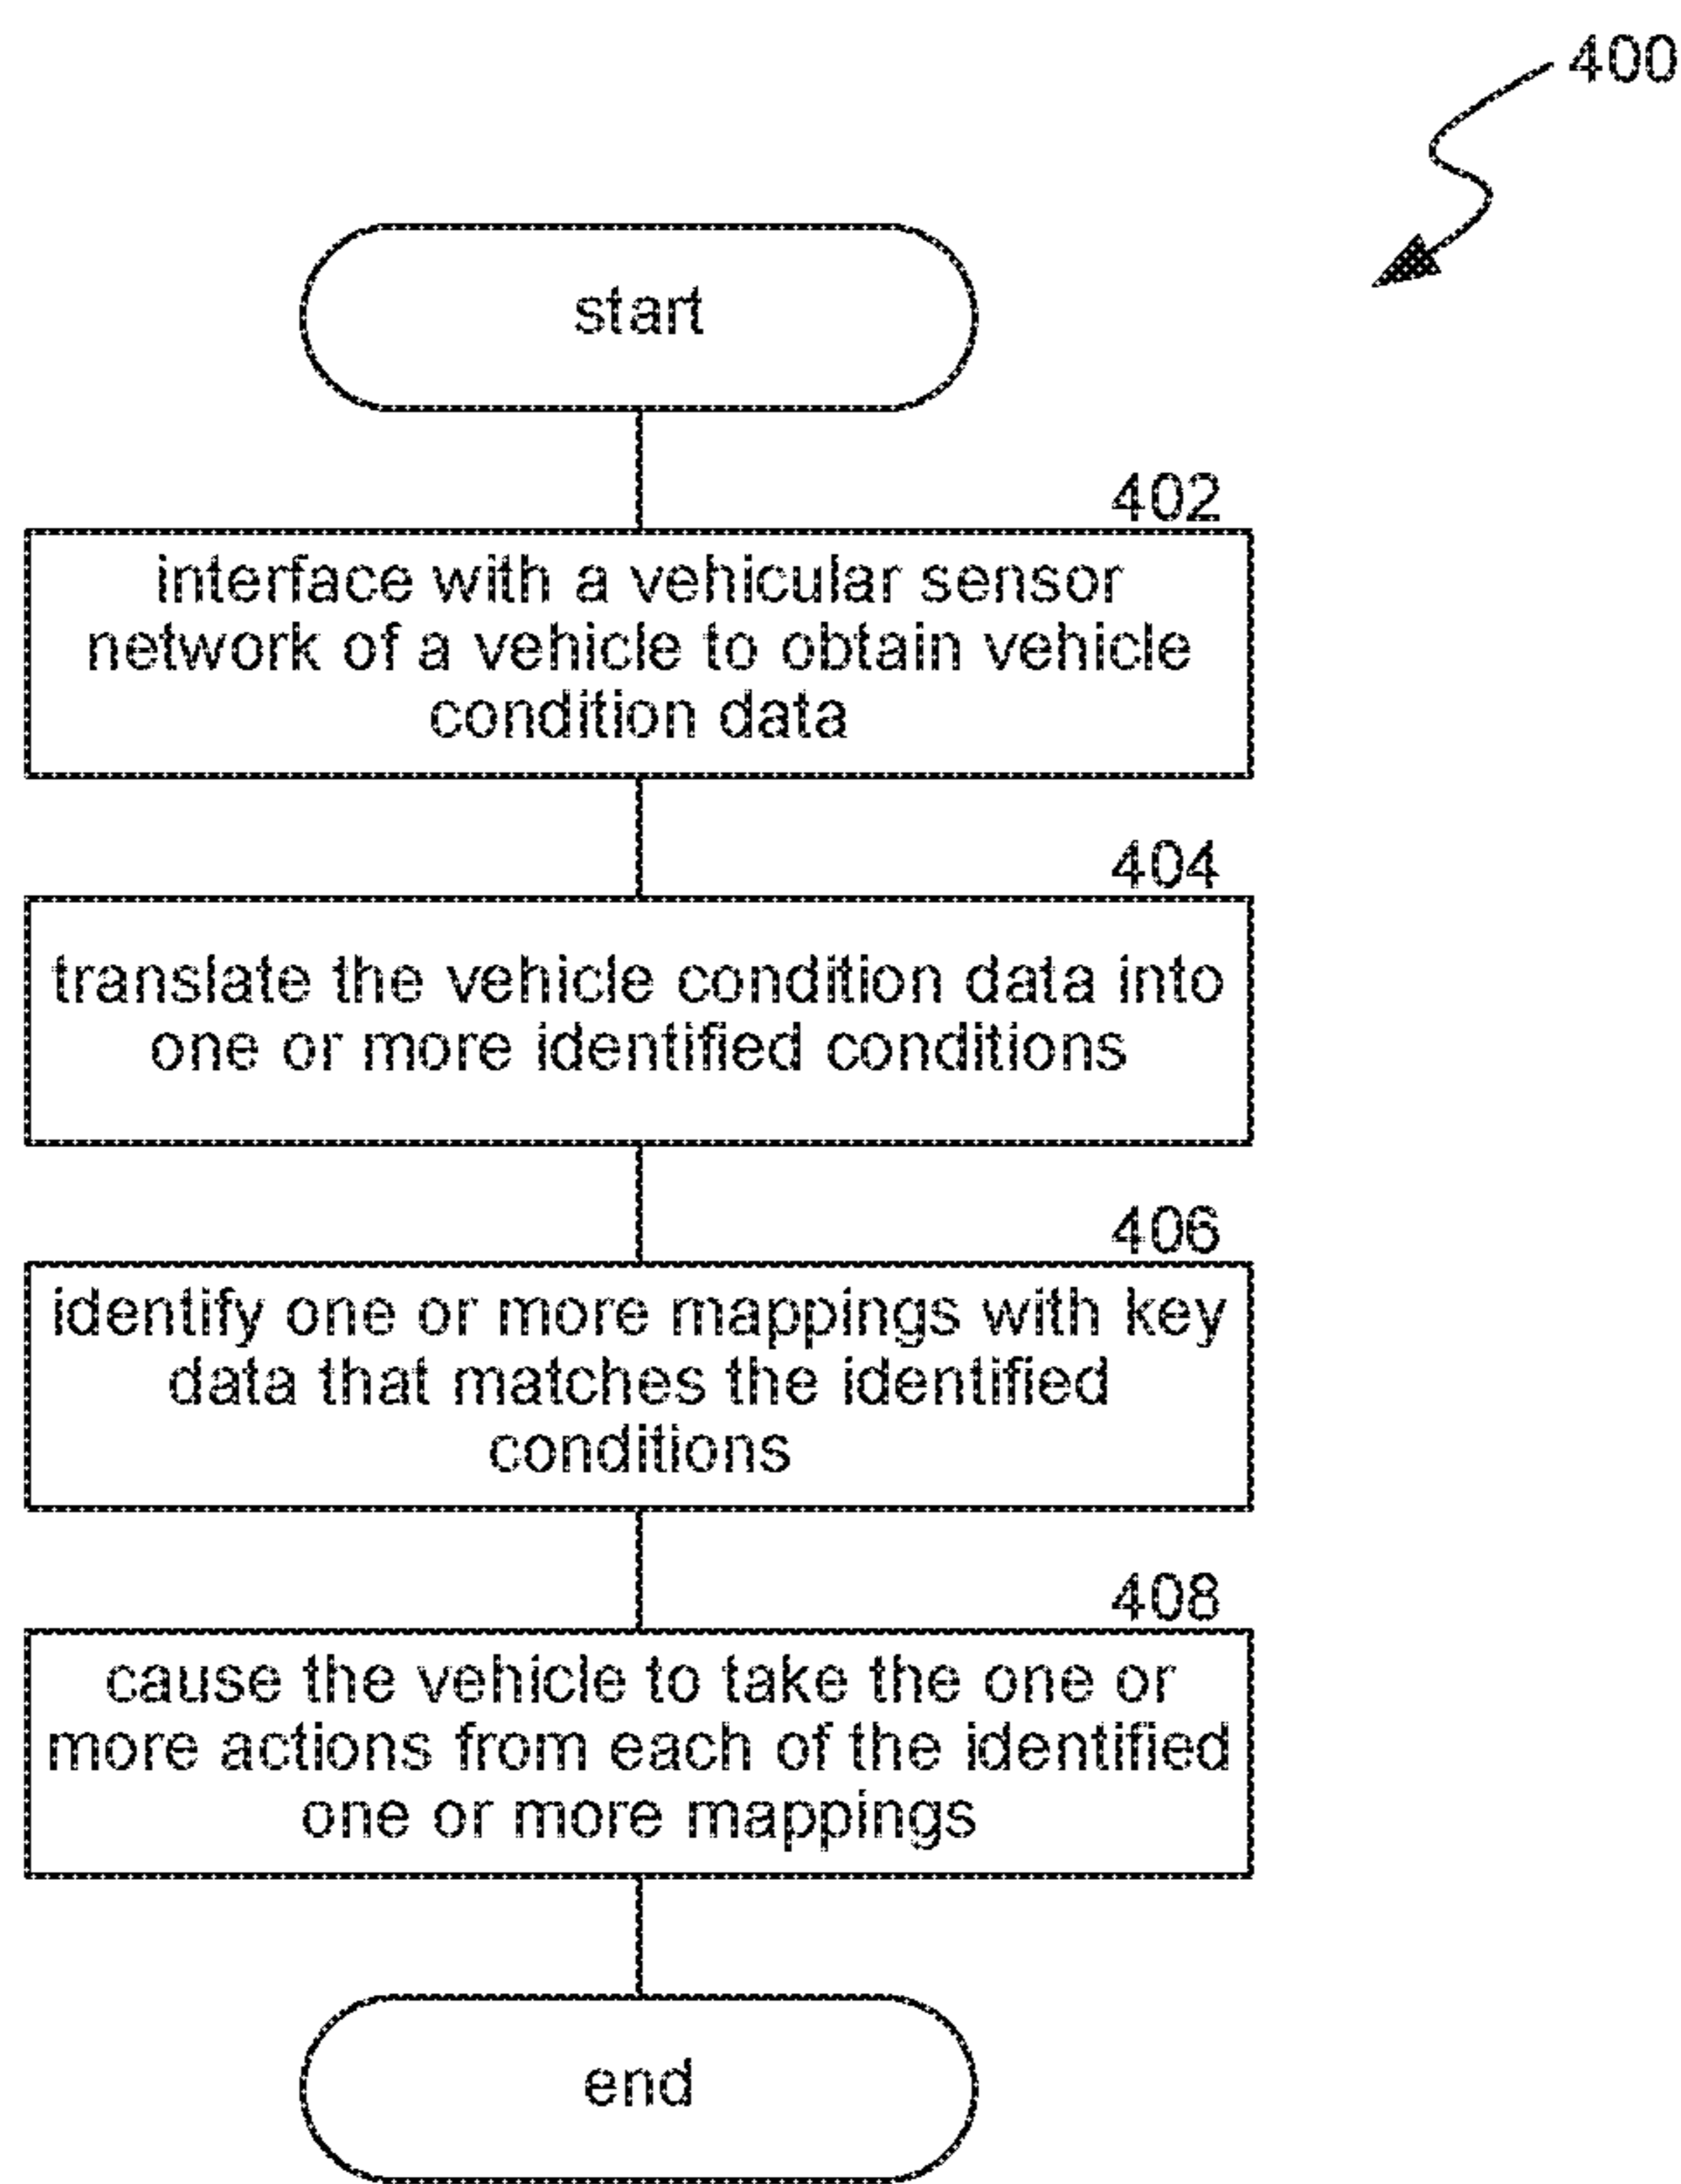 400
start
402
interface with a vehicular sensor
network of a vehicle to obtain vehicle
condition data
404
translate the vehicle condition data into
one or more identified conditions
406
identify one or more mappings with key
data that matches the identified
conditions
408
cause the vehicle to take the one or
more actions from each of the identified
one or more mappings
end